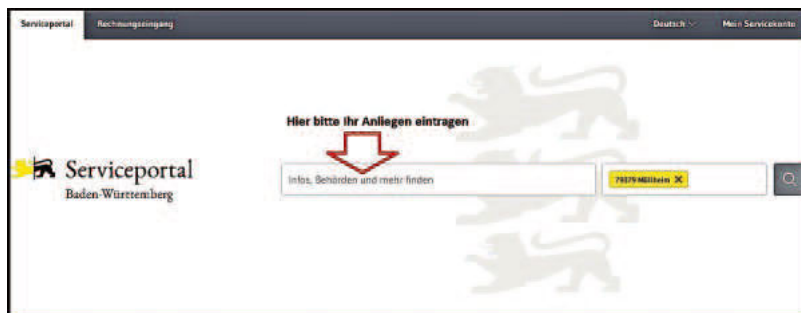 Serviceportal Rechnungseingang Deutsch Mein Servicekonto
Hier bitte Ihr Anliegen eintragen
Serviceportal
Baden-Württemberg
Infos, Behörden und mehr finden
79379 Müllheim X